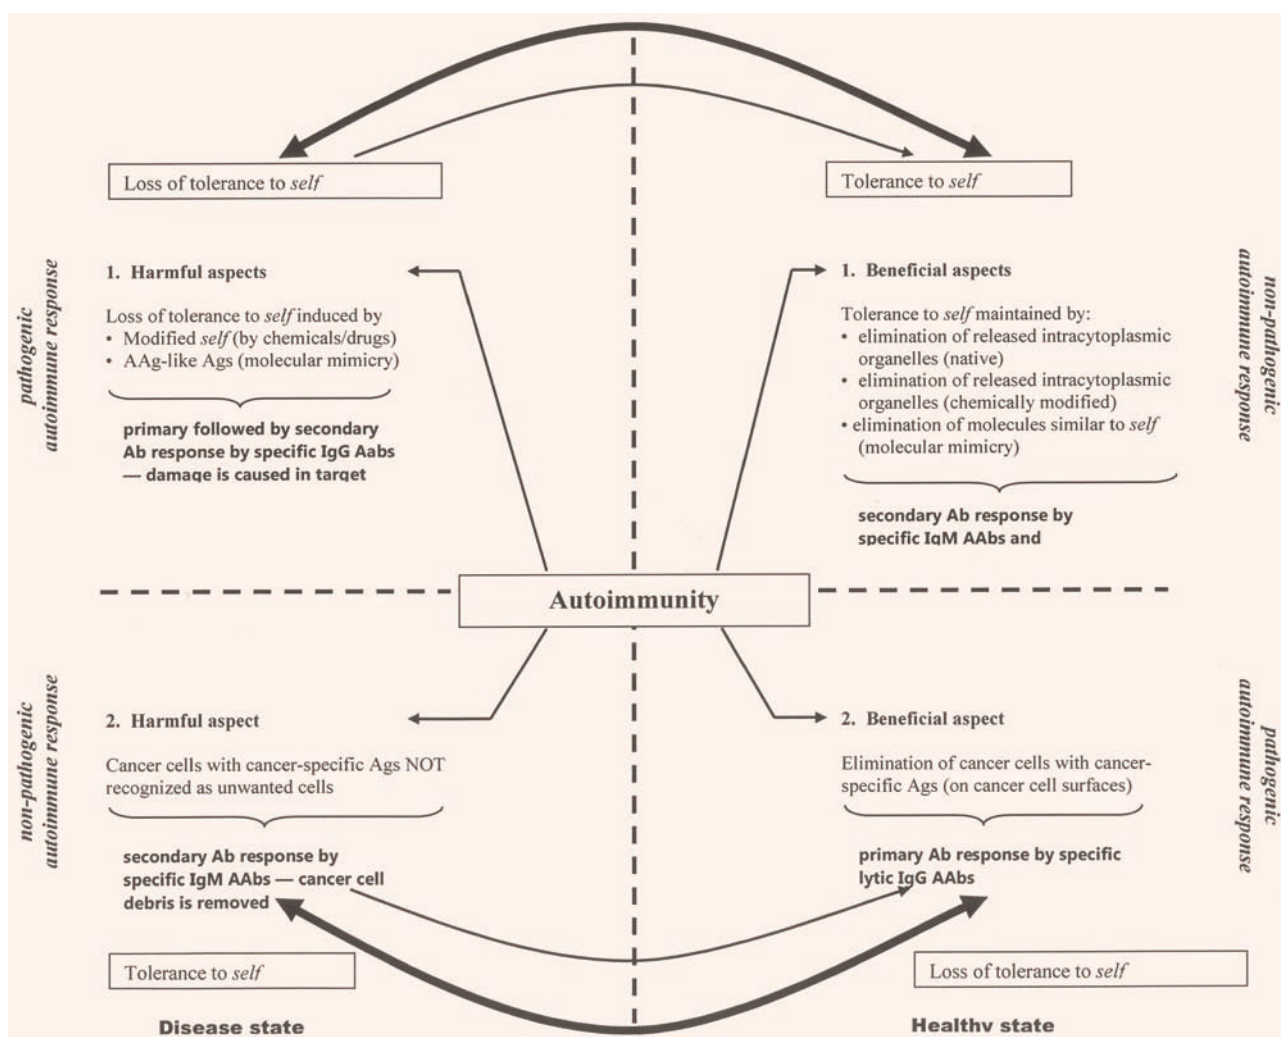 Loss of tolerance to self
Tolerance to self
pathogenic
autoimmune response
1. Harmful aspects
Loss of tolerance to self induced by
• Modified self (by chemicals/drugs)
• AAg-like Ags (molecular mimicry)
primary followed by secondary
Ab response by specific IgG Aabs
— damage is caused in target
1. Beneficial aspects
Tolerance to self maintained by:
• elimination of released intracytoplasmic
organelles (native)
• elimination of released intracytoplasmic
organelles (chemically modified)
• elimination of molecules similar to self
(molecular mimicry)
secondary Ab response by
specific IgM AAbs and
non-pathogenic
autoimmune response
Autoimmunity
non-pathogenic
autoimmune response
2. Harmful aspect
Cancer cells with cancer-specific Ags NOT
recognized as unwanted cells
secondary Ab response by
specific IgM AAbs — cancer cell
debris is removed
2. Beneficial aspect
Elimination of cancer cells with cancer-
specific Ags (on cancer cell surfaces)
primary Ab response by specific
lytic IgG AAbs
pathogenic
autoimmune response
Tolerance to self
Loss of tolerance to self
Disease state
Healthy state